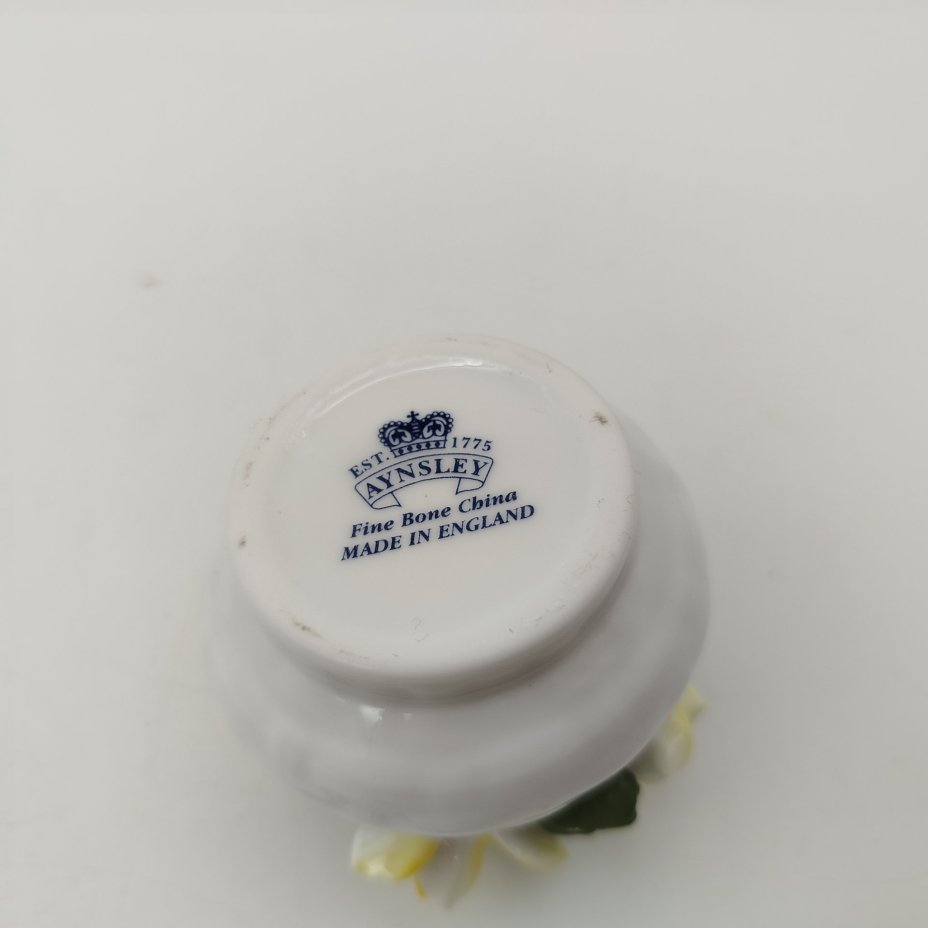 EST. 1775
AYNSLEY
Fine Bone China
MADE IN ENGLAND